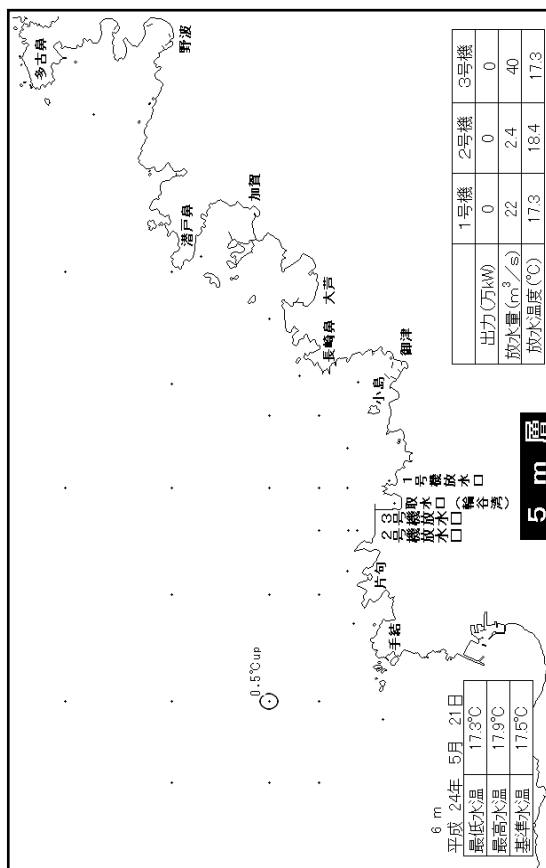 多古鼻
野波
潜戸鼻
加賀
大芦
長崎鼻
御津
小島
1号機放水口
取水口(輪谷湾)
3号機放水口
2号機放水口
片句
手結
0.5℃up
1号機 2号機 3号機
出力(万kW) 0 0 0
放水量(m³/s) 22 2.4 40
放水温度(℃) 17.3 18.4 17.3
5 m 層
6 m
平成 24年 5月 21日
最低水温 17.3℃
最高水温 17.9℃
基準水温 17.5℃